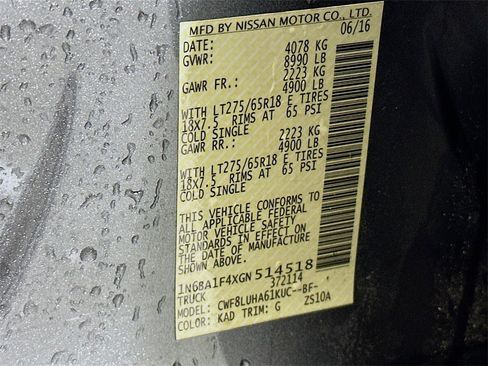 MFD BY NISSAN MOTOR CO., LTD.
DATE: 06/16
GVWR: 4078 KG
8990 LB
GAWR FR.: 2223 KG
4900 LB
WITH LT275/65R18 E TIRES
18X7.5 RIMS AT 65 PSI
COLD SINGLE
GAWR RR.: 2223 KG
4900 LB
WITH LT275/65R18 E TIRES
18X7.5 RIMS AT 65 PSI
COLD SINGLE
THIS VEHICLE CONFORMS TO
ALL APPLICABLE FEDERAL
MOTOR VEHICLE SAFETY
STANDARDS IN EFFECT ON
THE DATE OF MANUFACTURE
SHOWN ABOVE.
1N6BA1F4XGN514518
TRUCK 372114
MODEL: CWF8LUHA61KUC--BF-
COLOR: KAD TRIM: G ZS10A